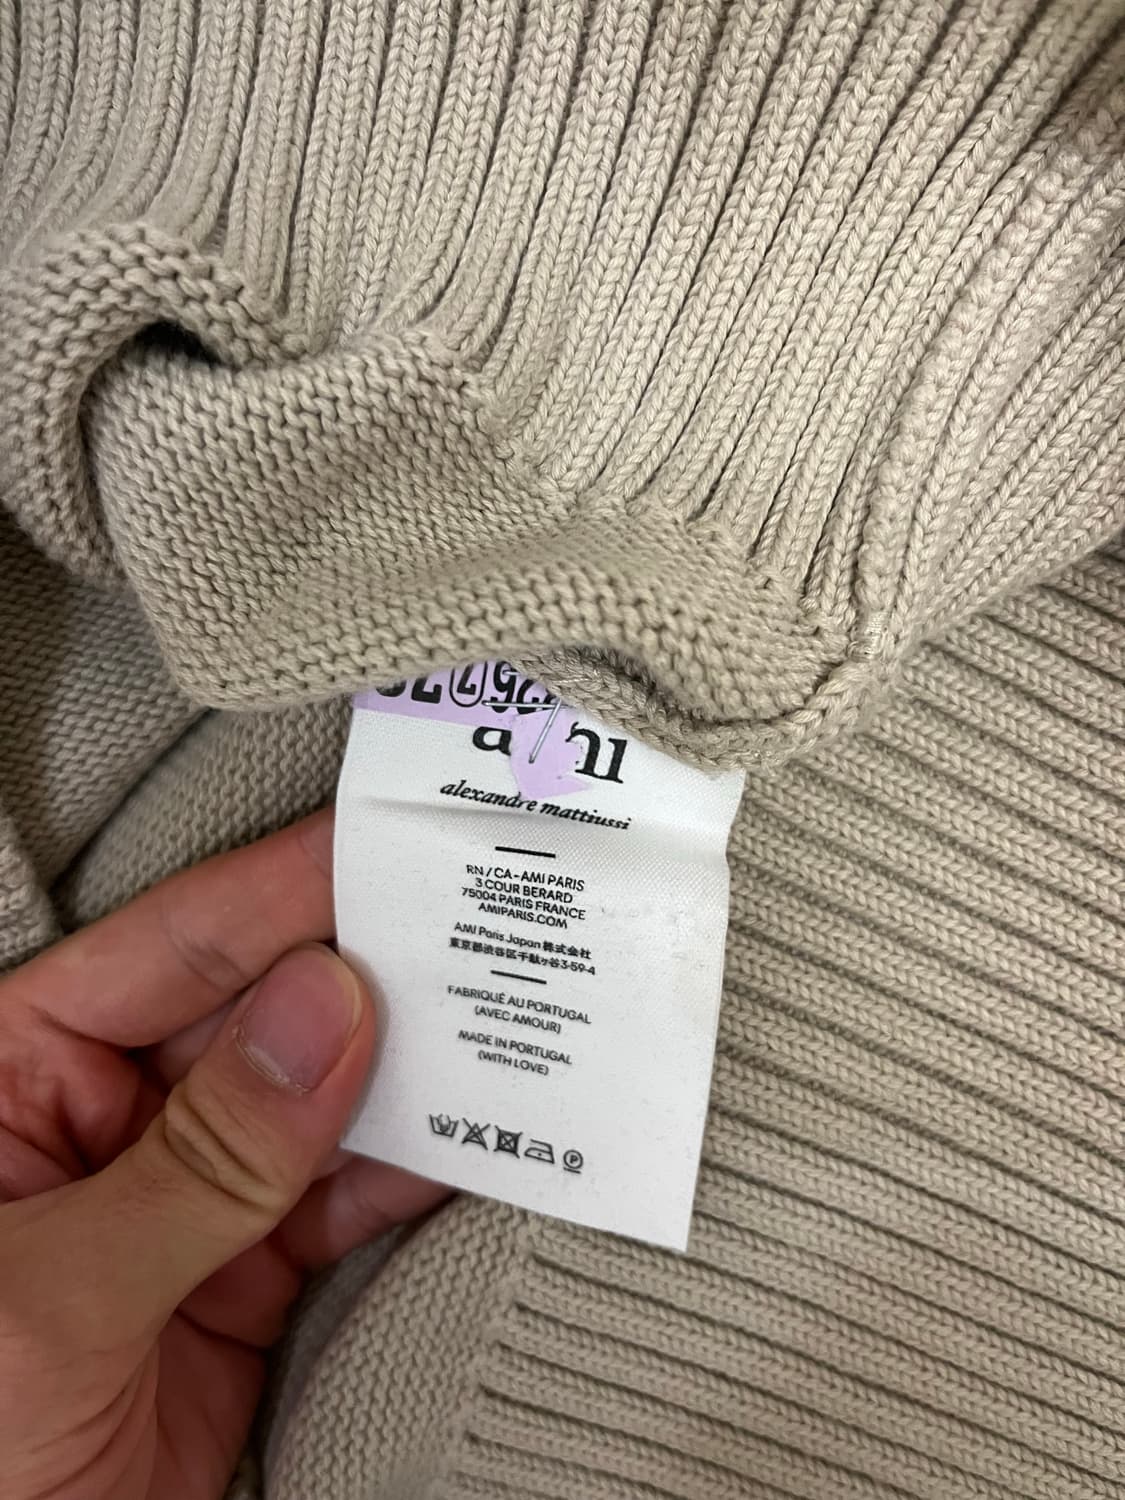 alexandre mattiussi
RN / CA-AMI PARIS
3 COUR BERARD
75004 PARIS FRANCE
AMIPARIS.COM
AMI Paris Japan 株式会社
東京都渋谷区千駄ヶ谷3-59-4
FABRIQUÉ AU PORTUGAL
(AVEC AMOUR)
MADE IN PORTUGAL
(WITH LOVE)
P